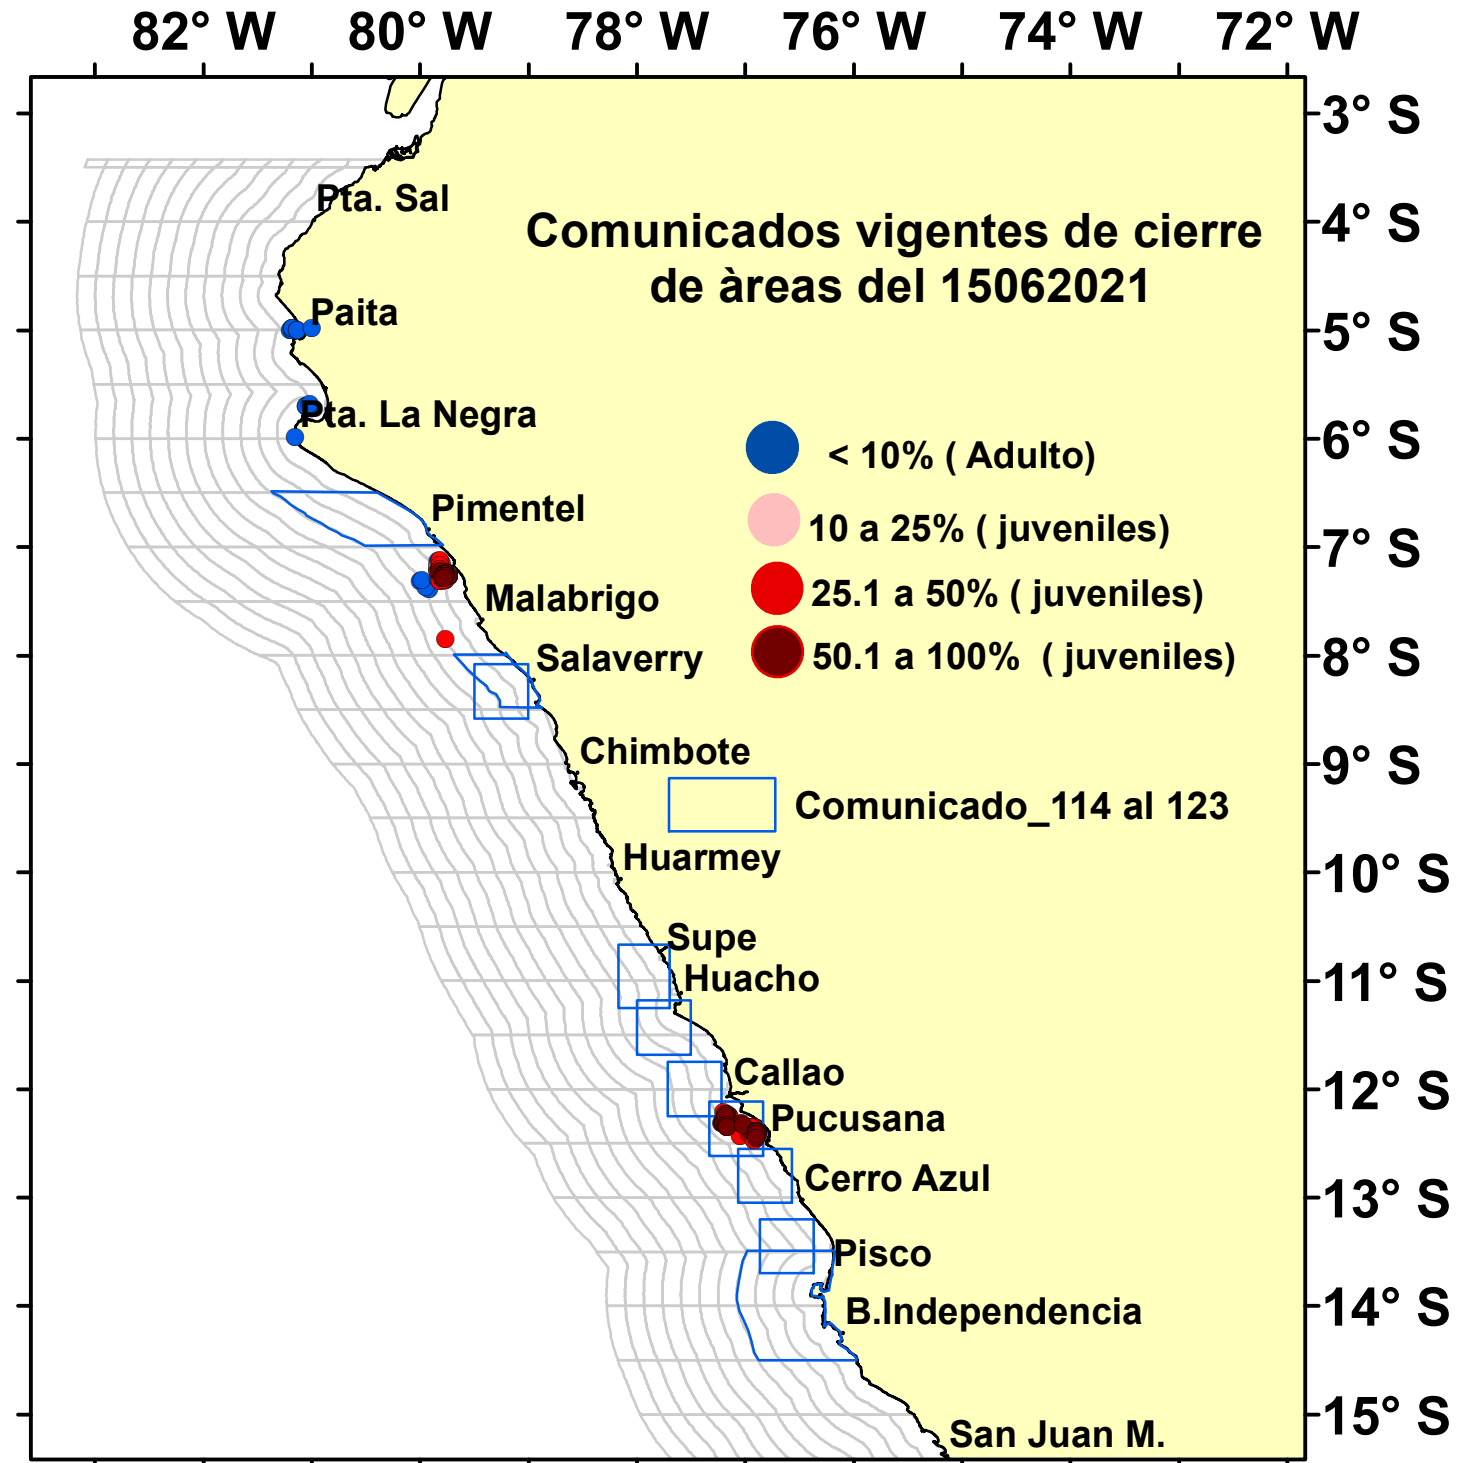 82° W 80° W 78° W 76° W 74° W 72° W
3° S
Pta. Sal
4° S
Comunicados vigentes de cierre
de àreas del 15062021
Paita
5° S
Pta. La Negra
6° S
< 10% ( Adulto)
Pimentel
10 a 25% ( juveniles)
7° S
Malabrigo
25.1 a 50% ( juveniles)
Salaverry
50.1 a 100% ( juveniles)
8° S
Chimbote
9° S
Comunicado_114 al 123
Huarmey
10° S
Supe
Huacho
11° S
Callao
12° S
Pucusana
Cerro Azul
13° S
Pisco
B.Independencia
14° S
15° S
San Juan M.